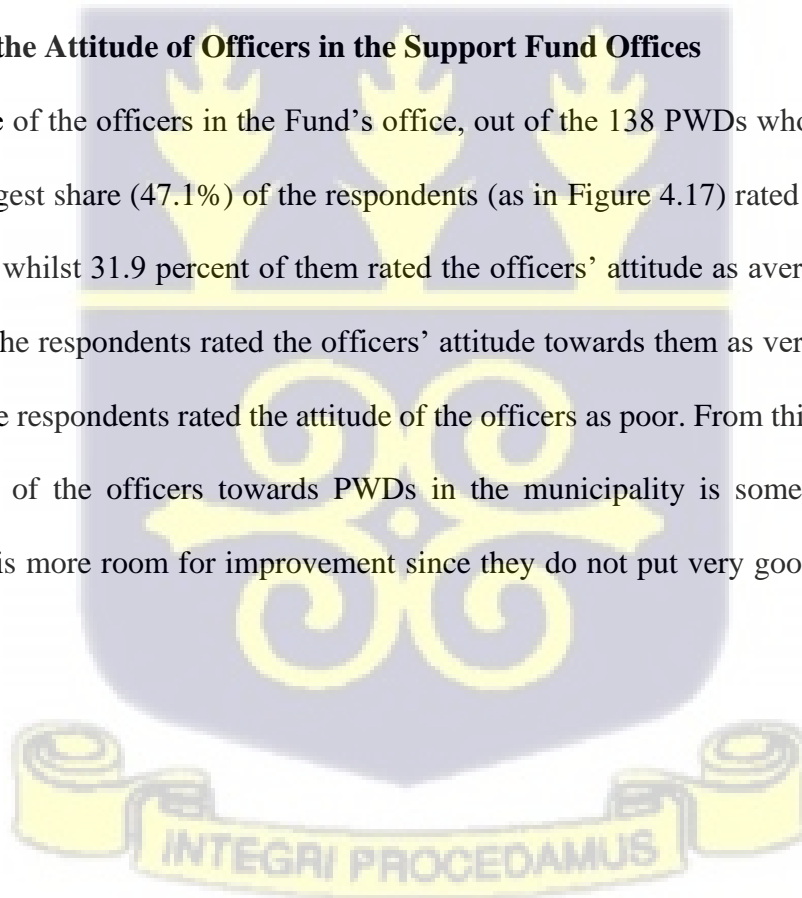 the Attitude of Officers in the Support Fund Offices
of the officers in the Fund's office, out of the 138 PWDs who
gest share (47.1%) of the respondents (as in Figure 4.17) rated
whilst 31.9 percent of them rated the officers' attitude as aver
he respondents rated the officers' attitude towards them as ver
e respondents rated the attitude of the officers as poor. From thi
of the officers towards PWDs in the municipality is some
is more room for improvement since they do not put very goo
INTEGRI PROCEDAMUS